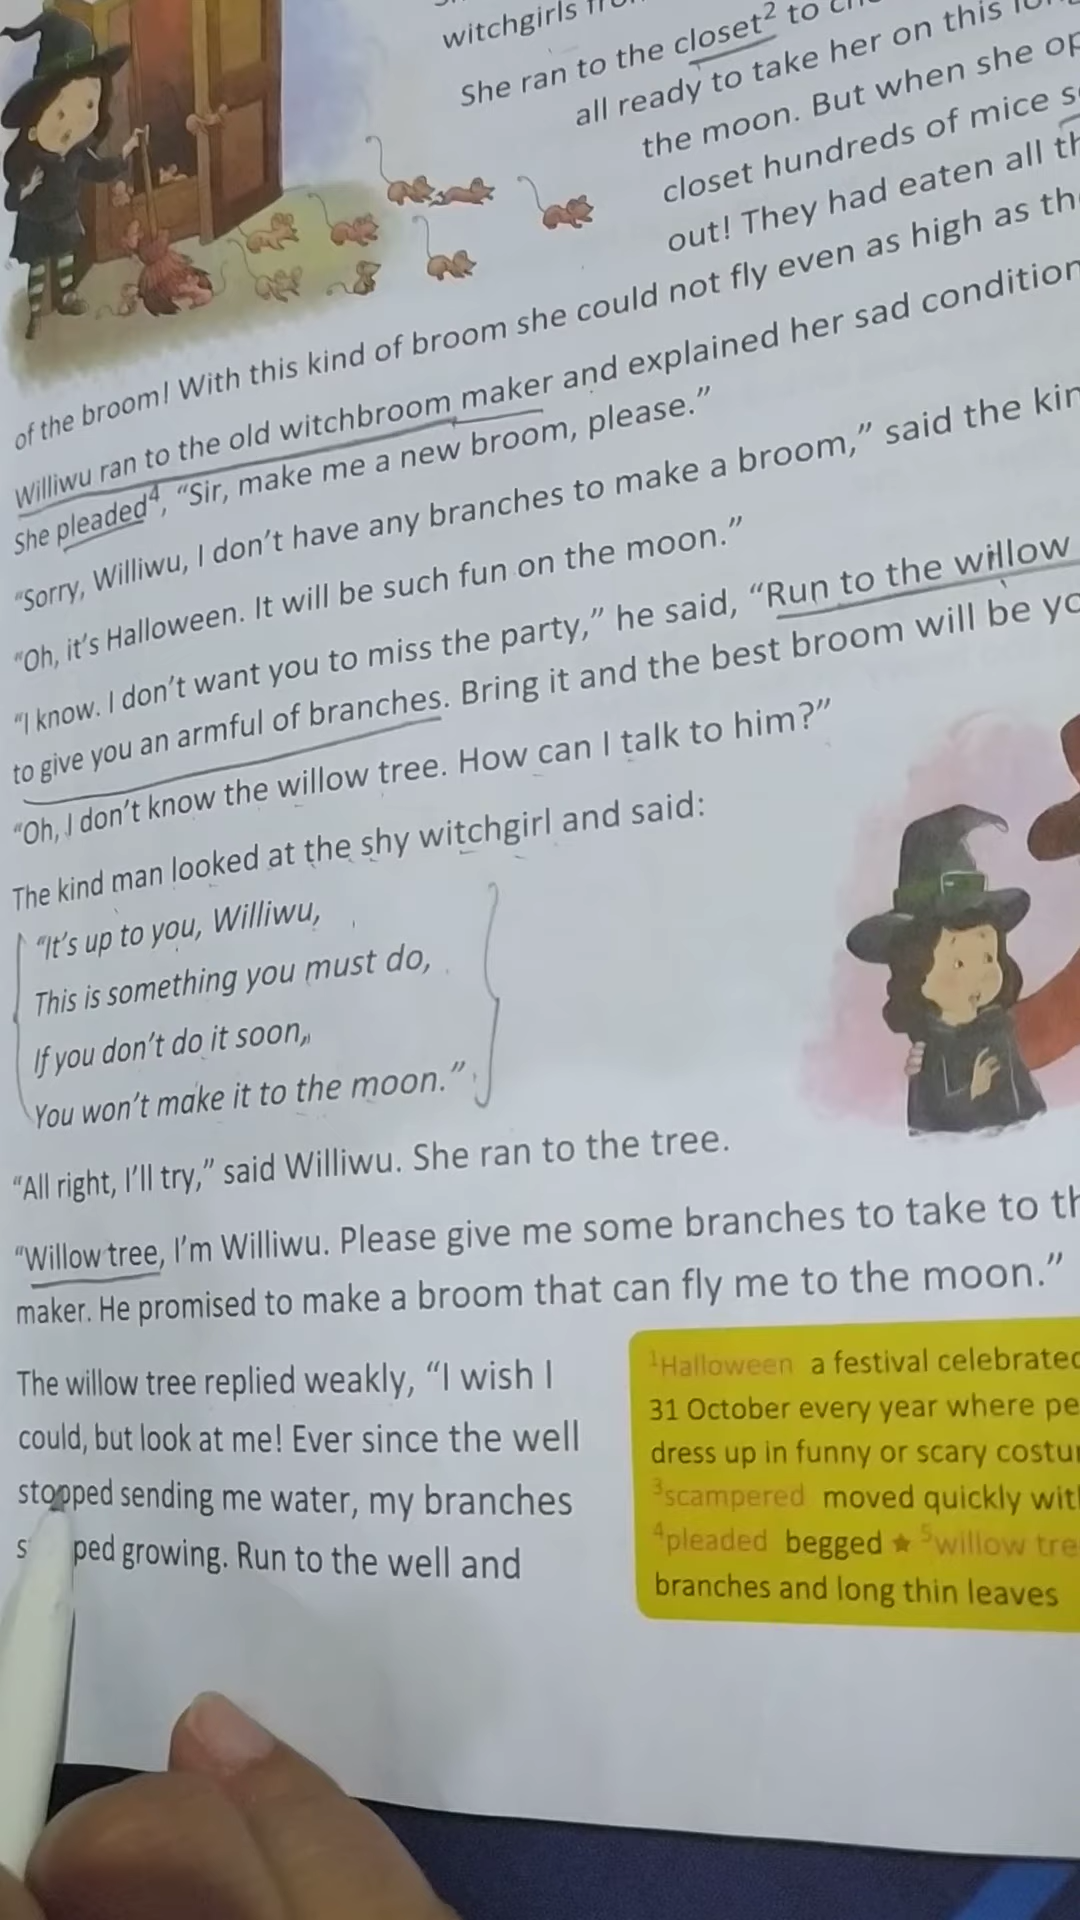 witchgirls
She ran to the closet² to
all ready to take her on this
the moon. But when she
closet hundreds of mice
out! They had eaten all
of the broom! With this kind of broom she could not fly even as high as
Williwu ran to the old witchbroom maker and explained her sad condition
She pleaded⁴, “Sir, make me a new broom, please.”
“Sorry, Williwu, I don’t have any branches to make a broom,” said the
“Oh, it’s Halloween. It will be such fun on the moon.”
“I know. I don’t want you to miss the party,” he said, “Run to the willow
to give you an armful of branches. Bring it and the best broom will be
“Oh, I don’t know the willow tree. How can I talk to him?”
The kind man looked at the shy witchgirl and said:
“It’s up to you, Williwu,
This is something you must do,
If you don’t do it soon,
You won’t make it to the moon.”
“All right, I’ll try,” said Williwu. She ran to the tree.
“Willow tree, I’m Williwu. Please give me some branches to take to
maker. He promised to make a broom that can fly me to the moon.”
The willow tree replied weakly, “I wish I
could, but look at me! Ever since the well
stopped sending me water, my branches
growing. Run to the well and
¹Halloween a festival celebrated
31 October every year where
dress up in funny or scary
³scampered moved quickly
⁴pleaded begged ★ ⁵willow
branches and long thin leaves